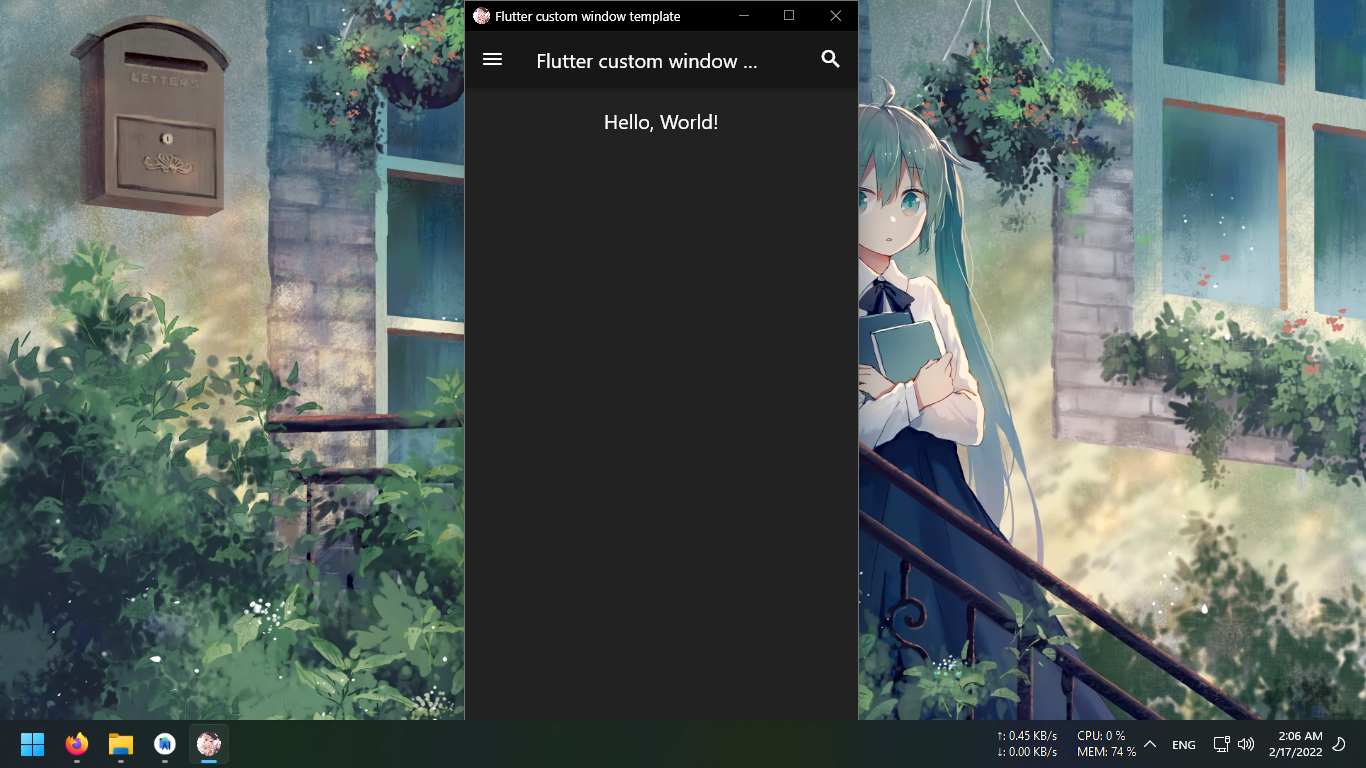 Flutter custom window template
Flutter custom window ...
Hello, World!
LETTERS
↑: 0.45 KB/s
↓: 0.00 KB/s
CPU: 0 %
MEM: 74 %
ENG
2:06 AM
2/17/2022